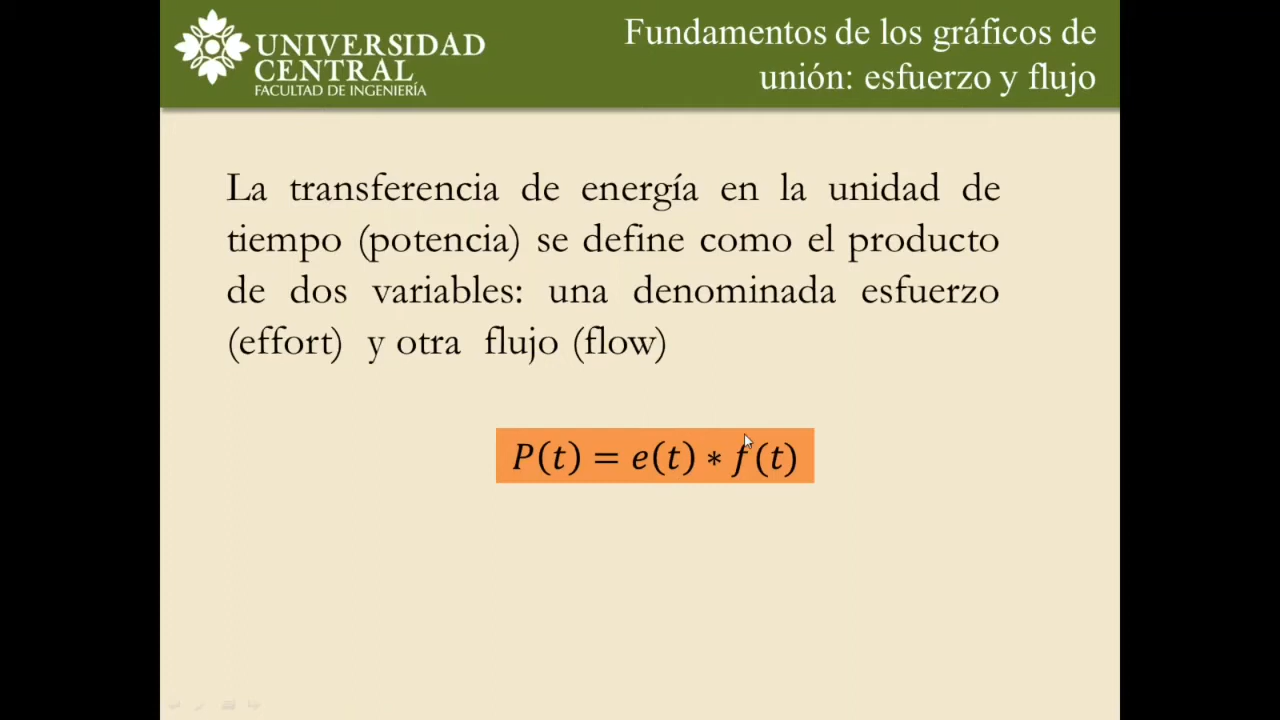 UNIVERSIDAD
CENTRAL
FACULTAD DE INGENIERÍA
Fundamentos de los gráficos de
unión: esfuerzo y flujo
La transferencia de energía en la unidad de
tiempo (potencia) se define como el producto
de dos variables: una denominada esfuerzo
(effort) y otra flujo (flow)
P(t) = e(t) * f(t)